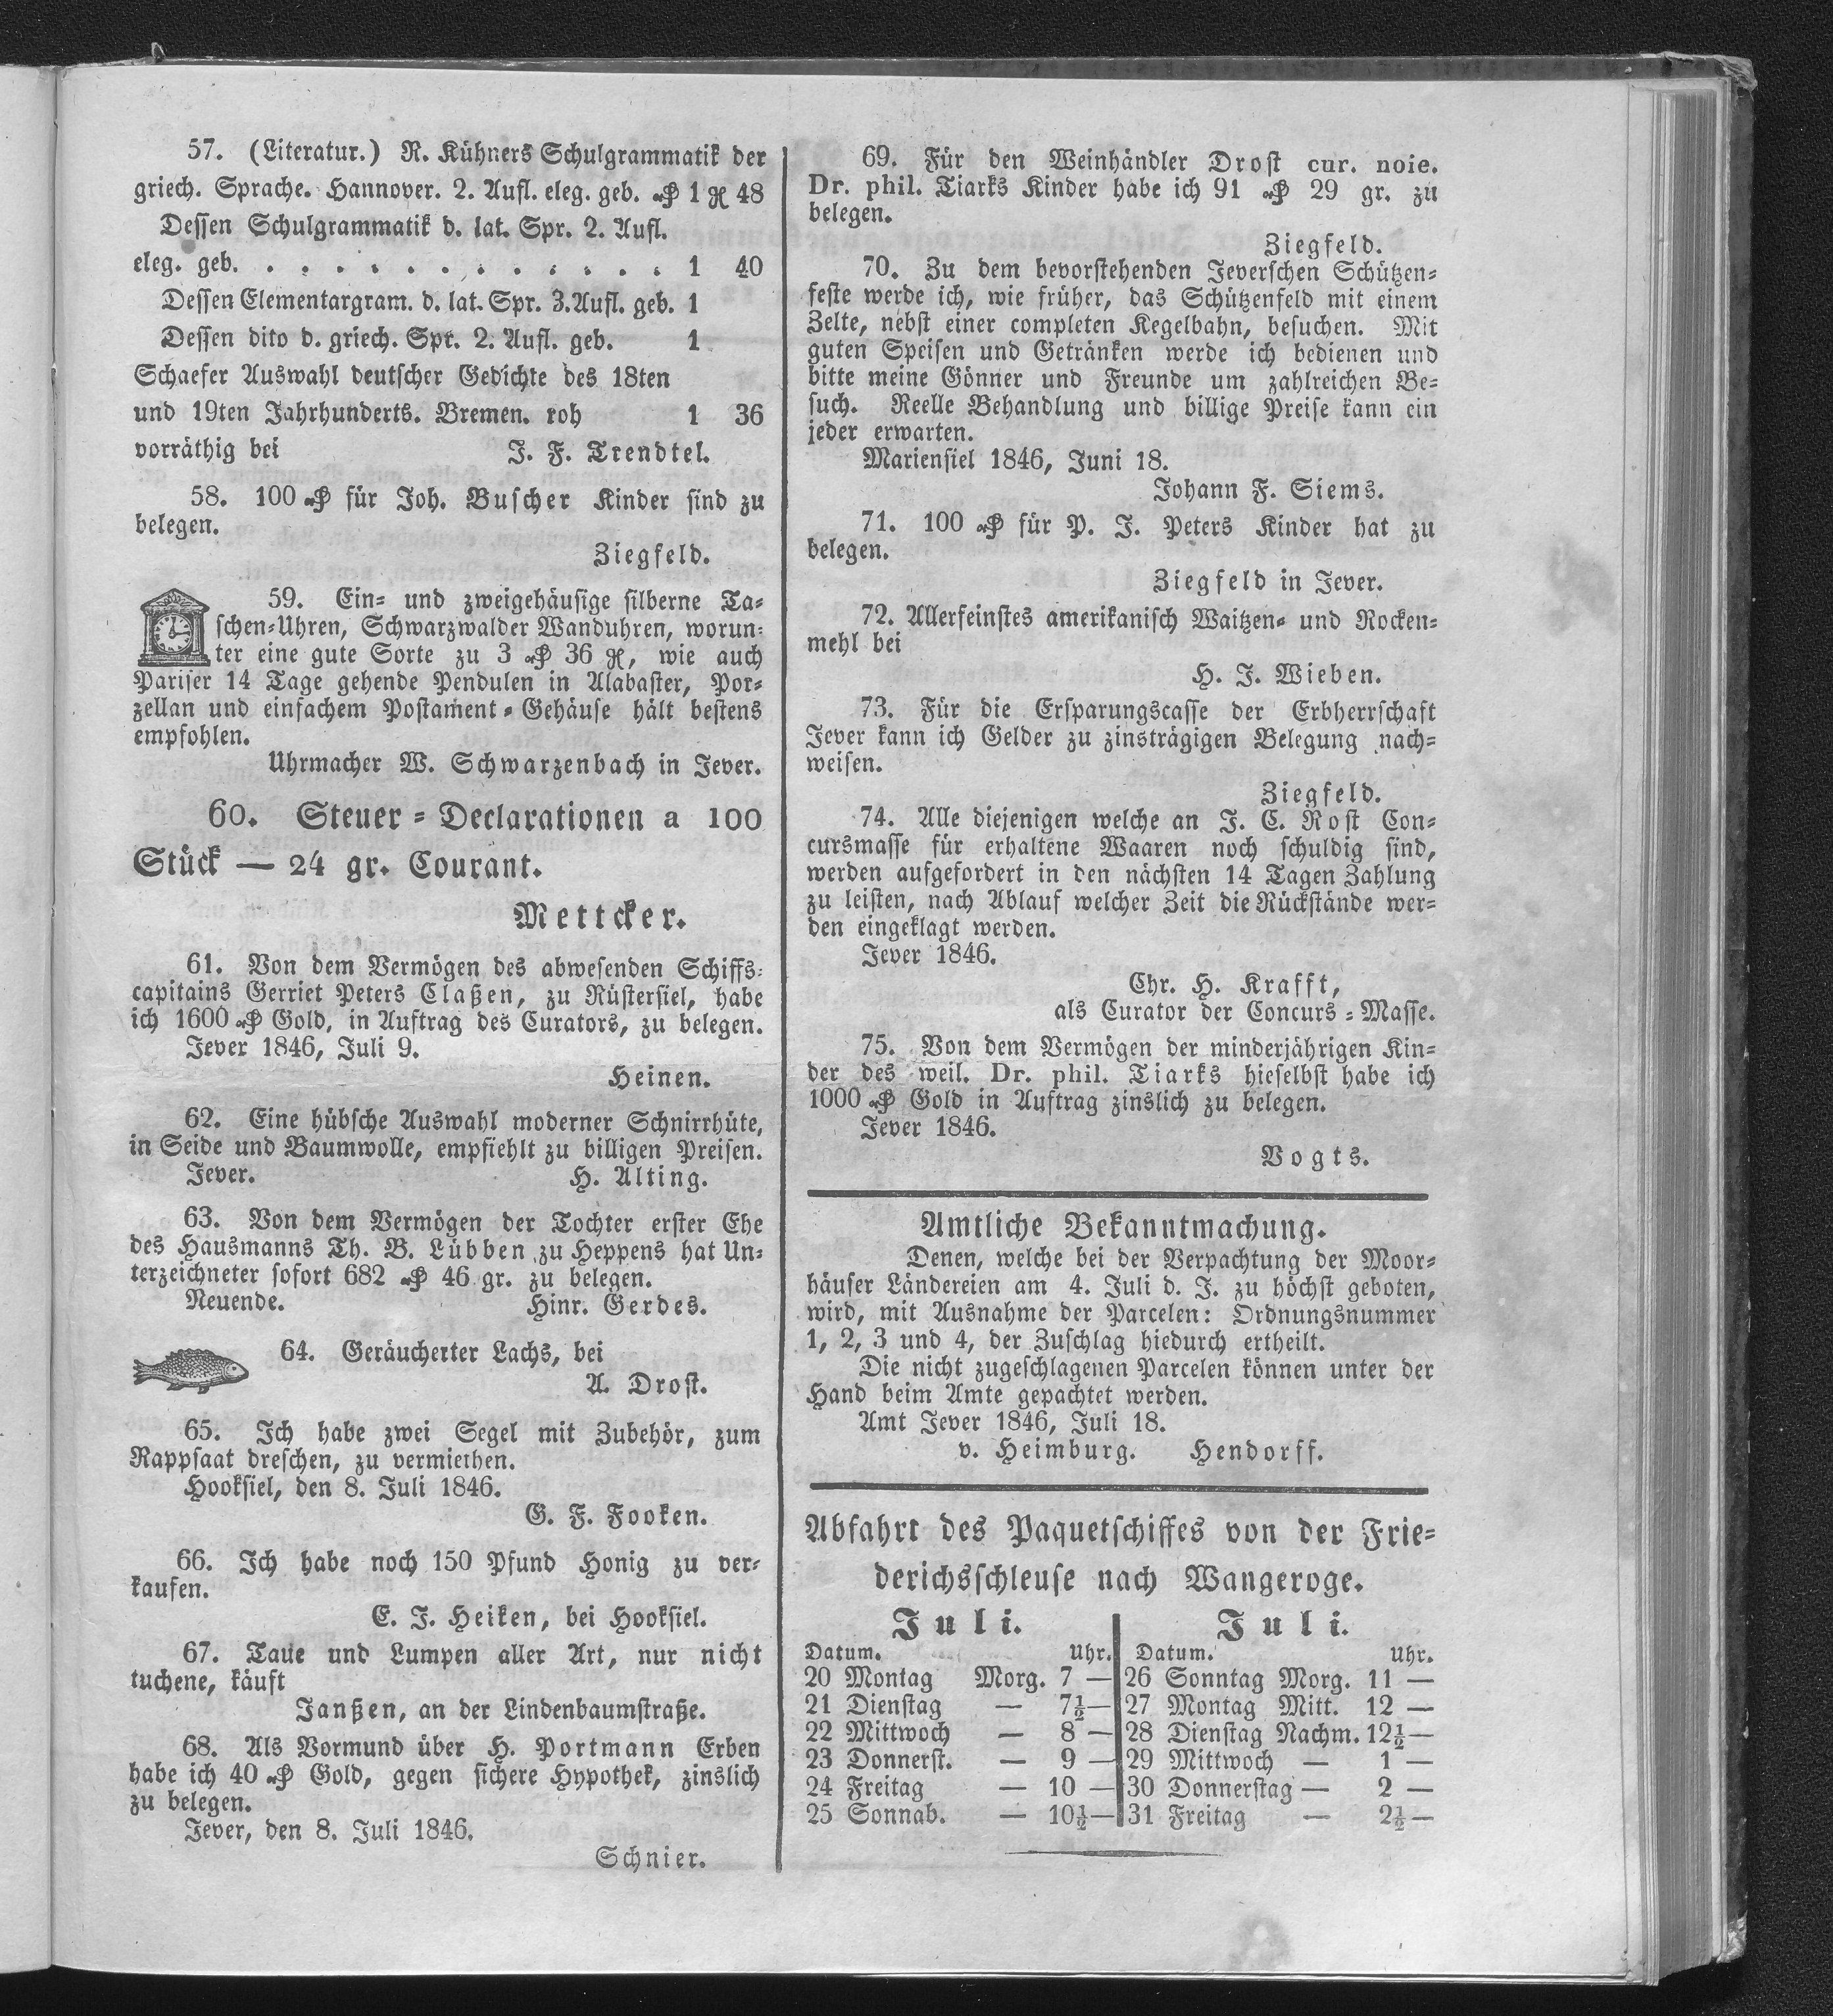 57. (Literatur.) R. Kühners Schulgrammatik der
griech. Sprache. Hannover. 2. Aufl. eleg. geb. 1 48
Dessen Schulgrammatik d. lat. Spr. 2. Aufl.
eleg. geb. . . . . . . . . . . . . 1 40
Dessen Elementargram. d. lat. Spr. 3. Aufl. geb. 1
Dessen dito d. griech. Spr. 2. Aufl. geb. 1
Schaefer Auswahl deutscher Gedichte des 18ten
und 19ten Jahrhunderts. Bremen. roh 1 36
vorräthig bei J. F. Trendtel.
58. 100 für Joh. Buscher Kinder sind zu
belegen.
Ziegfeld.
59. Ein- und zweigehäusige silberne Ta-
schen-Uhren, Schwarzwalder Wanduhren, worun-
ter eine gute Sorte zu 3 36 , wie auch
Pariser 14 Tage gehende Pendulen in Alabaster, Por-
zellan und einfachem Postament-Gehäuse hält bestens
empfohlen.
Uhrmacher W. Schwarzenbach in Jever.
60. Steuer-Declarationen a 100
Stück — 24 gr. Courant.
Mettcker.
61. Von dem Vermögen des abwesenden Schiffs-
capitains Gerriet Peters Claßen, zu Rüstersiel, habe
ich 1600 Gold, in Auftrag des Curators, zu belegen.
Jever 1846, Juli 9.
Heinen.
62. Eine hübsche Auswahl moderner Schnirrhüte,
in Seide und Baumwolle, empfiehlt zu billigen Preisen.
Jever. H. Alting.
63. Von dem Vermögen der Tochter erster Ehe
des Hausmanns Th. B. Lübben zu Heppens hat Un-
terzeichneter sofort 682 46 gr. zu belegen.
Neuende. Hinr. Gerdes.
64. Geräucherter Lachs, bei
A. Drost.
65. Ich habe zwei Segel mit Zubehör, zum
Rappsaat dreschen, zu vermiethen.
Hooksiel, den 8. Juli 1846.
G. F. Fooken.
66. Ich habe noch 150 Pfund Honig zu ver-
kaufen.
E. J. Heiken, bei Hooksiel.
67. Taue und Lumpen aller Art, nur nicht
tuchene, käuft
Janßen, an der Lindenbaumstraße.
68. Als Vormund über H. Portmann Erben
habe ich 40 Gold, gegen sichere Hypothek, zinslich
zu belegen.
Jever, den 8. Juli 1846.
Schnier.
69. Für den Weinhändler Drost cur. noie.
Dr. phil. Tiarks Kinder habe ich 91 29 gr. zu
belegen.
Ziegfeld.
70. Zu dem bevorstehenden Jeverschen Schützen-
feste werde ich, wie früher, das Schützenfeld mit einem
Zelte, nebst einer completen Kegelbahn, besuchen. Mit
guten Speisen und Getränken werde ich bedienen und
bitte meine Gönner und Freunde um zahlreichen Be-
such. Reelle Behandlung und billige Preise kann ein
jeder erwarten.
Mariensiel 1846, Juni 18.
Johann F. Siems.
71. 100 für P. J. Peters Kinder hat zu
belegen.
Ziegfeld in Jever.
72. Allerfeinstes amerikanisch Waitzen- und Rocken-
mehl bei
H. J. Wieben.
73. Für die Ersparungscasse der Erbherrschaft
Jever kann ich Gelder zu zinsträgigen Belegung nach-
weisen.
Ziegfeld.
74. Alle diejenigen welche an J. C. Rost Con-
cursmasse für erhaltene Waaren noch schuldig sind,
werden aufgefordert in den nächsten 14 Tagen Zahlung
zu leisten, nach Ablauf welcher Zeit die Rückstände wer-
den eingeklagt werden.
Jever 1846.
Chr. H. Krafft,
als Curator der Concurs-Masse.
75. Von dem Vermögen der minderjährigen Kin-
der des weil. Dr. phil. Tiarks hieselbst habe ich
1000 Gold in Auftrag zinslich zu belegen.
Jever 1846.
Vogts.
Amtliche Bekanntmachung.
Denen, welche bei der Verpachtung der Moor-
häuser Ländereien am 4. Juli d. J. zu höchst geboten,
wird, mit Ausnahme der Parcelen: Ordnungsnummer
1, 2, 3 und 4, der Zuschlag hiedurch ertheilt.
Die nicht zugeschlagenen Parcelen können unter der
Hand beim Amte gepachtet werden.
Amt Jever 1846, Juli 18.
v. Heimburg. Hendorff.
Abfahrt des Paquetschiffes von der Frie-
derichsschleuse nach Wangeroge.
Juli.
Datum. Uhr.
20 Montag Morg. 7 —
21 Dienstag — 7½ —
22 Mittwoch — 8 —
23 Donnerst. — 9 —
24 Freitag — 10 —
25 Sonnab. — 10½ —
Juli.
Datum. Uhr.
26 Sonntag Morg. 11 —
27 Montag Mitt. 12 —
28 Dienstag Nachm. 12½ —
29 Mittwoch — 1 —
30 Donnerstag — 2 —
31 Freitag — 2½ —